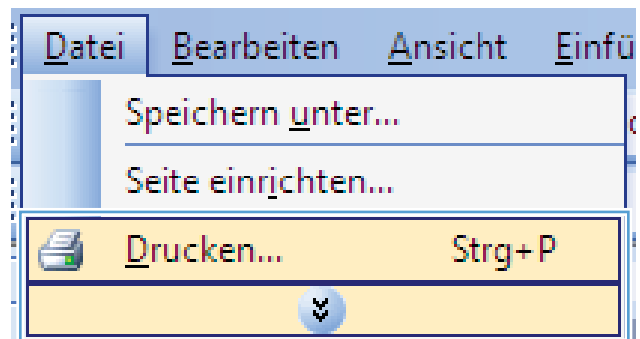 Datei Bearbeiten Ansicht Einfü
Speichern unter...
Seite einrichten...
Drucken... Strg+P